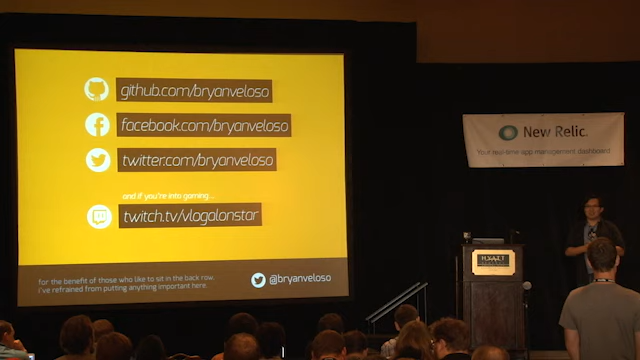 github.com/bryanveloso
facebook.com/bryanveloso
twitter.com/bryanveloso
and if you're into gaming...
twitch.tv/vlogalonstar
for the benefit of those who like to sit in the back row,
i've refrained from putting anything important here.
@bryanveloso
New Relic.
Your real-time app management dashboard
HYATT